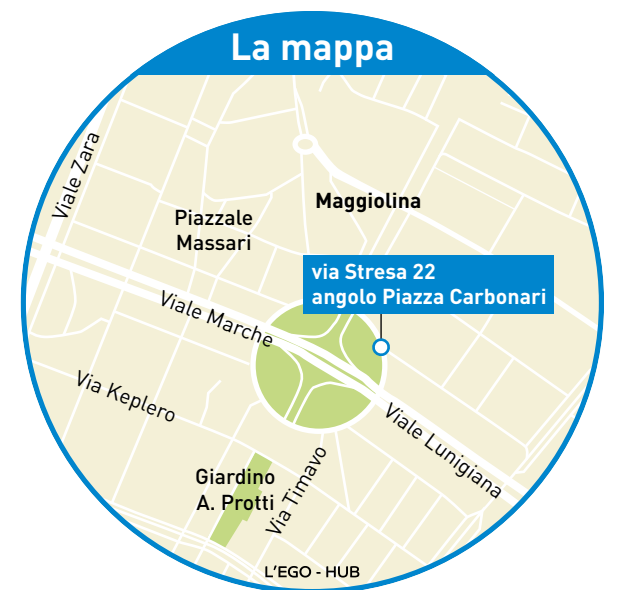 La mappa
Viale Zara
Maggiolina
Piazzale
Massari
via Stresa 22
angolo Piazza Carbonari
Viale Marche
Via Keplero
Viale Lunigiana
Giardino
A. Protti
Via Timavo
L'EGO - HUB